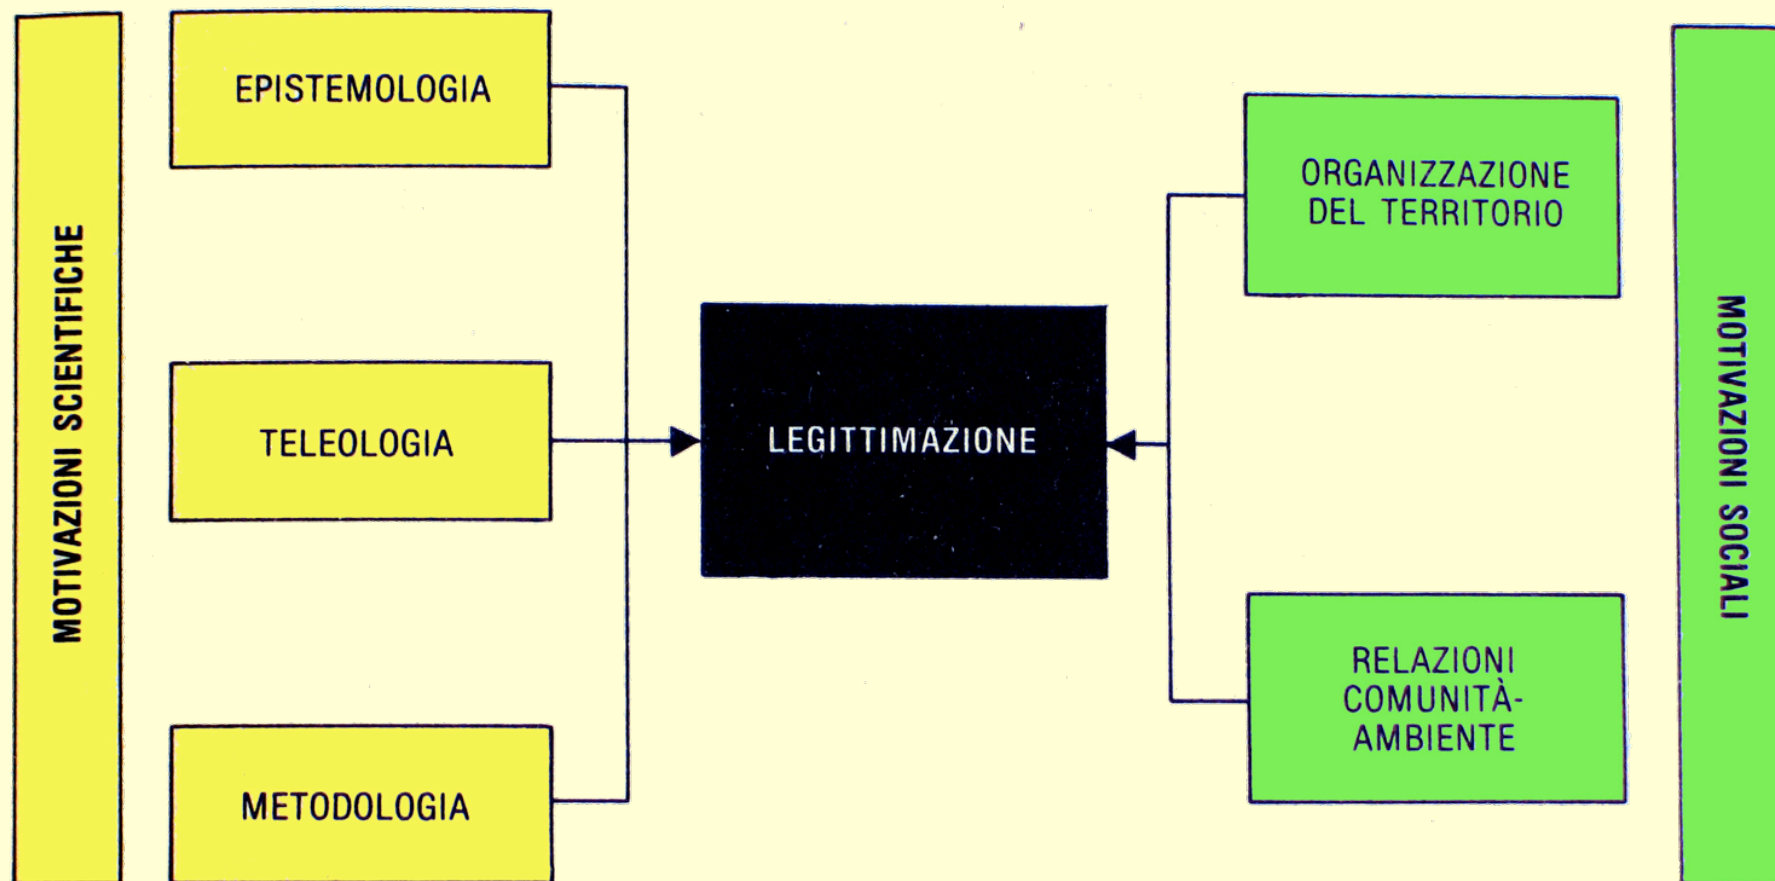 MOTIVAZIONI SCIENTIFICHE
EPISTEMOLOGIA
TELEOLOGIA
METODOLOGIA
LEGITTIMAZIONE
ORGANIZZAZIONE
DEL TERRITORIO
RELAZIONI
COMUNITÀ-
AMBIENTE
MOTIVAZIONI SOCIALI